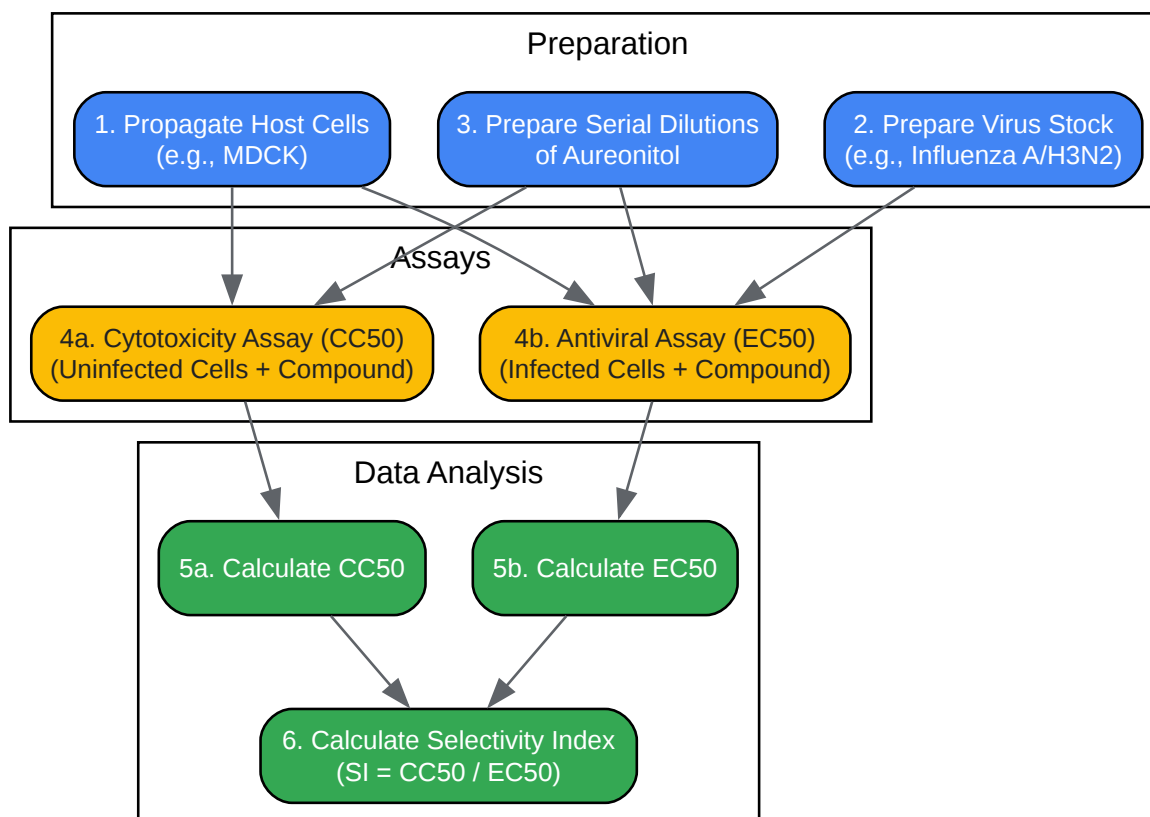 Preparation
1. Propagate Host Cells
(e.g., MDCK)
3. Prepare Serial Dilutions
of Aureonitol
2. Prepare Virus Stock
(e.g., Influenza A/H3N2)
Assays
4a. Cytotoxicity Assay (CC50)
(Uninfected Cells + Compound)
4b. Antiviral Assay (EC50)
(Infected Cells + Compound)
Data Analysis
5a. Calculate CC50
5b. Calculate EC50
6. Calculate Selectivity Index
(SI = CC50 / EC50)